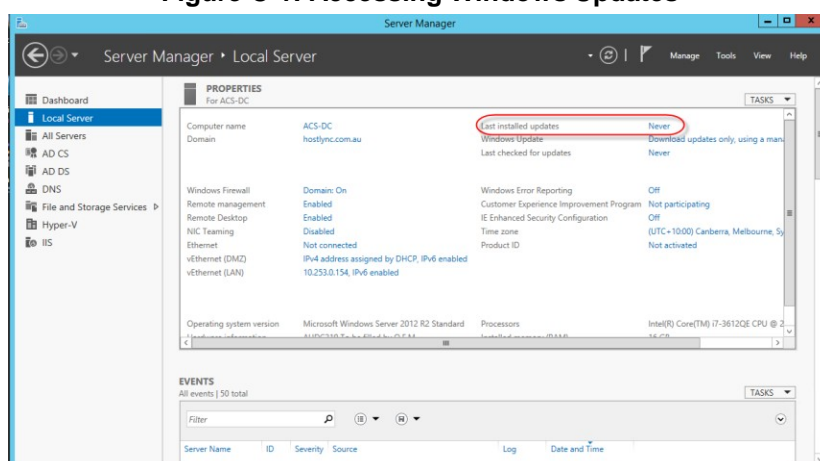 Server Manager
Server Manager • Local Server
Manage Tools View Help
Dashboard
Local Server
All Servers
AD CS
AD DS
DNS
File and Storage Services
Hyper-V
IIS
PROPERTIES
For ACS-DC
TASKS
Computer name ACS-DC Last installed updates Never
Domain hostlync.com.au Windows Update Download updates only, using a
Last checked for updates Never
Windows Firewall Domain: On Windows Error Reporting Off
Remote management Enabled Customer Experience Improvement Program Not participating
Remote Desktop Enabled IE Enhanced Security Configuration Off
NIC Teaming Disabled Time zone (UTC+10:00) Canberra, Melbourne, Sy
Ethernet Not connected Product ID Not activated
vEthernet (DMZ) IPv4 address assigned by DHCP, IPv6 enabled
vEthernet (LAN) 10.253.0.154, IPv6 enabled
Operating system version Microsoft Windows Server 2012 R2 Standard Processors Intel(R) Core(TM) i7-3612QE CPU @ 2
EVENTS
All events | 50 total
TASKS
Filter
Server Name ID Severity Source Log Date and Time